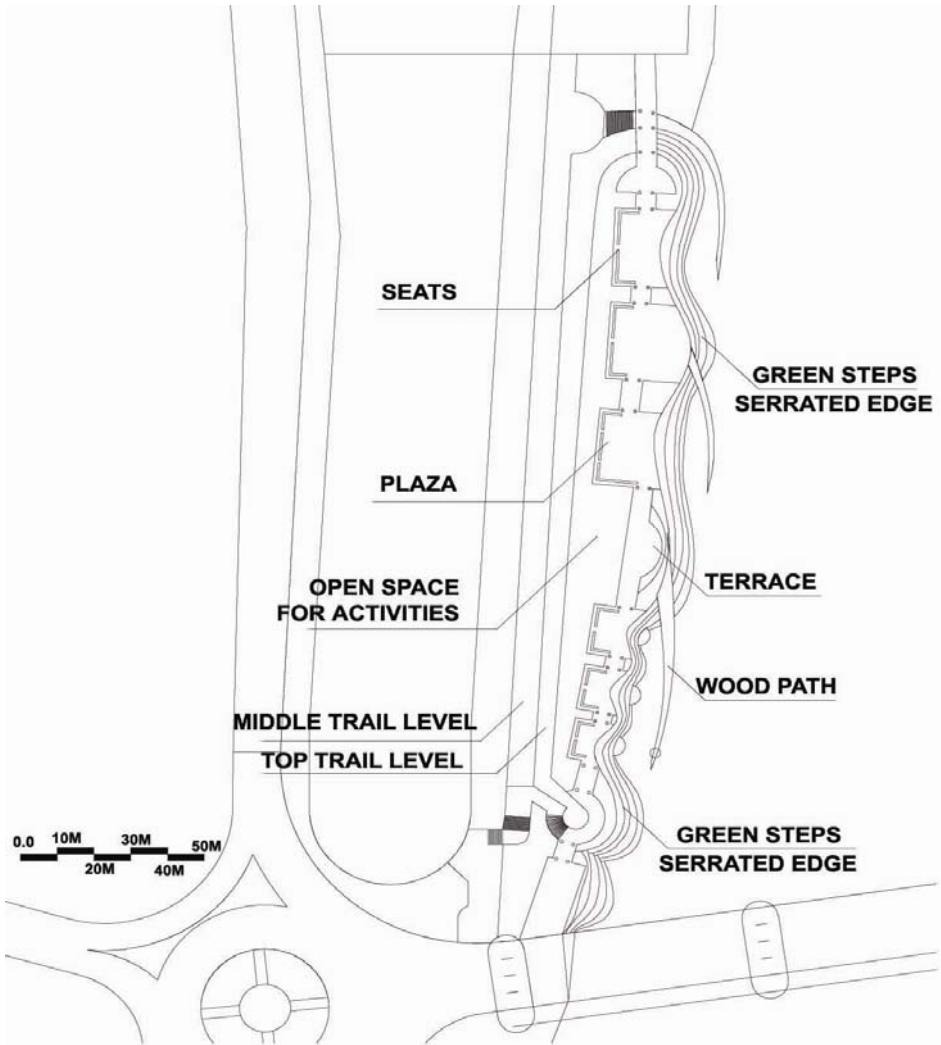 SEATS
GREEN STEPS
SERRATED EDGE
PLAZA
OPEN SPACE
FOR ACTIVITIES
TERRACE
WOOD PATH
MIDDLE TRAIL LEVEL
TOP TRAIL LEVEL
0.0 10M 30M 50M
20M 40M
GREEN STEPS
SERRATED EDGE